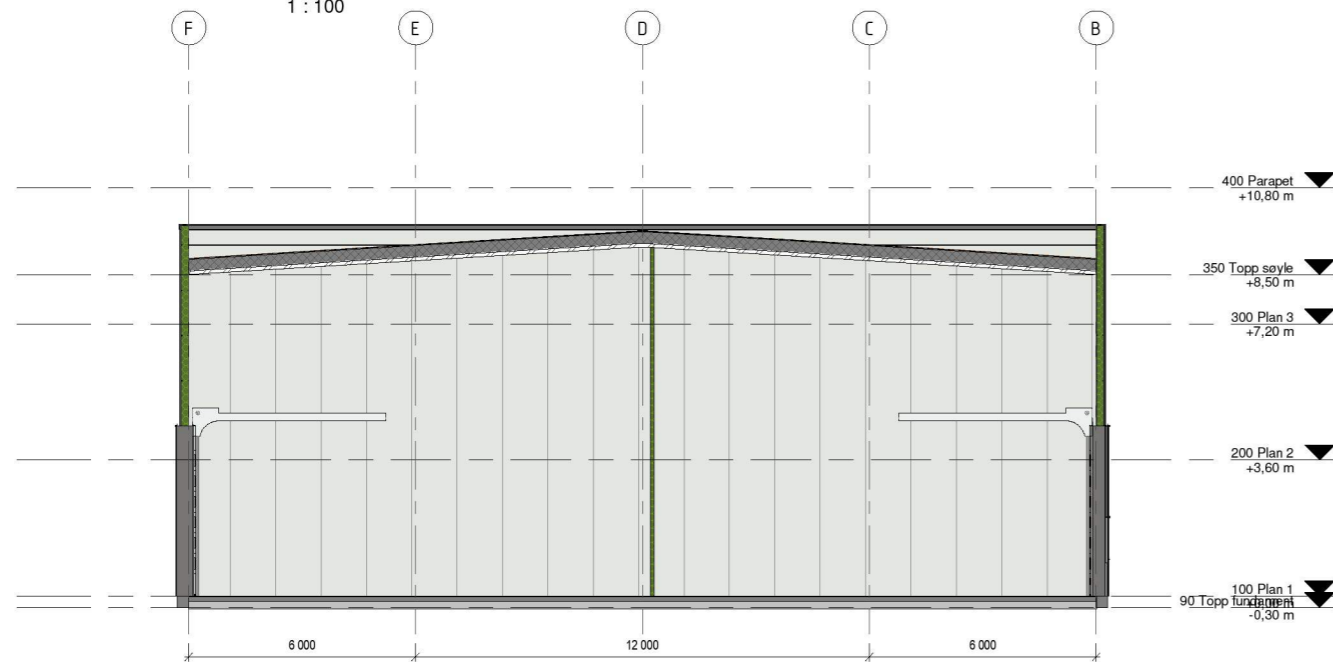 1 : 100
F E D C B
400 Parapet
+10,80 m
350 Topp søyle
+8,50 m
300 Plan 3
+7,20 m
200 Plan 2
+3,60 m
100 Plan 1
90 Topp fundament
-0,30 m
6 000 12 000 6 000